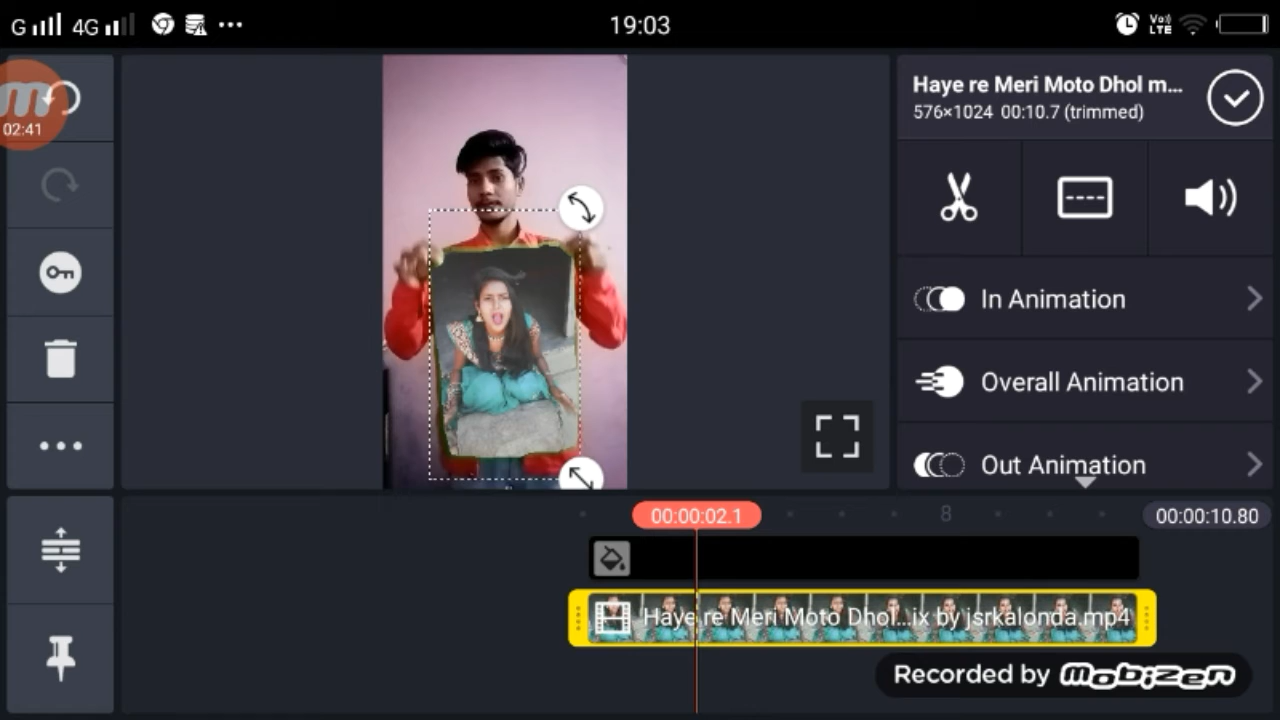 G 4G 19:03 Vo)) LTE
m
02:41
Haye re Meri Moto Dhol m...
576×1024 00:10.7 (trimmed)
In Animation
Overall Animation
Out Animation
00:00:02.1 8 00:00:10.80
Haye re Meri Moto Dhol...ix by jsrkalonda.mp4
Recorded by mobizen